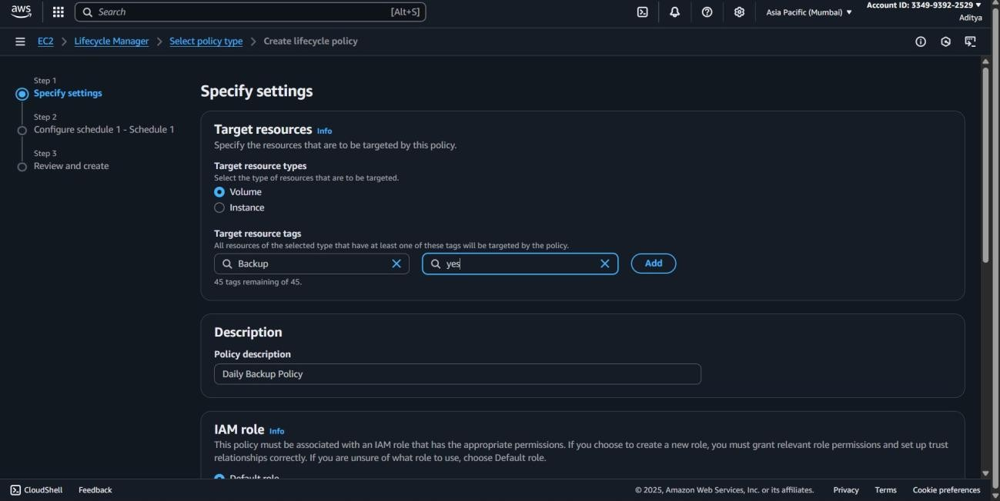 aws
Search [Alt+S]
Asia Pacific (Mumbai) ▼
Account ID: 3349-9392-2529 ▼
Aditya
EC2 > Lifecycle Manager > Select policy type > Create lifecycle policy
Step 1
Specify settings
Step 2
Configure schedule 1 - Schedule 1
Step 3
Review and create
Specify settings
Target resources Info
Specify the resources that are to be targeted by this policy.
Target resource types
Select the type of resources that are to be targeted.
Volume
Instance
Target resource tags
All resources of the selected type that have at least one of these tags will be targeted by the policy.
Backup yes Add
45 tags remaining of 45.
Description
Policy description
Daily Backup Policy
IAM role Info
This policy must be associated with an IAM role that has the appropriate permissions. If you choose to create a new role, you must grant relevant role permissions and set up trust
relationships correctly. If you are unsure of what role to use, choose Default role.
Default role
CloudShell Feedback © 2025, Amazon Web Services, Inc. or its affiliates. Privacy Terms Cookie preferences